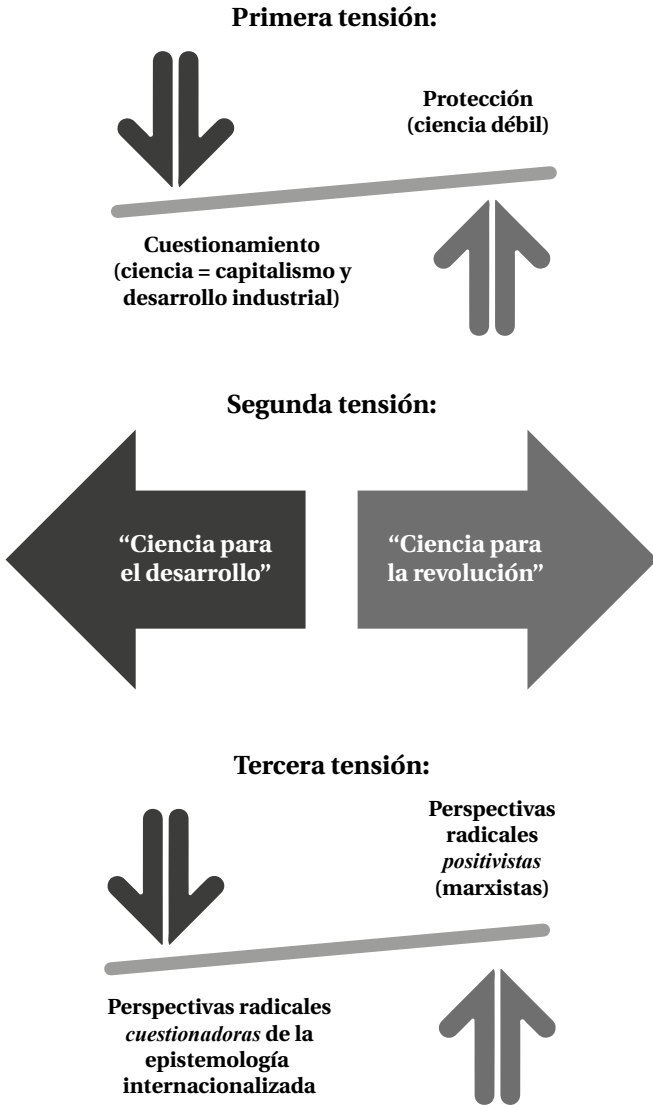 Primera tensión:
Protección
(ciencia débil)
Cuestionamiento
(ciencia = capitalismo y
desarrollo industrial)
Segunda tensión:
“Ciencia para
el desarrollo”
“Ciencia para
la revolución”
Tercera tensión:
Perspectivas
radicales
positivistas
(marxistas)
Perspectivas radicales
cuestionadoras de la
epistemología
internacionalizada